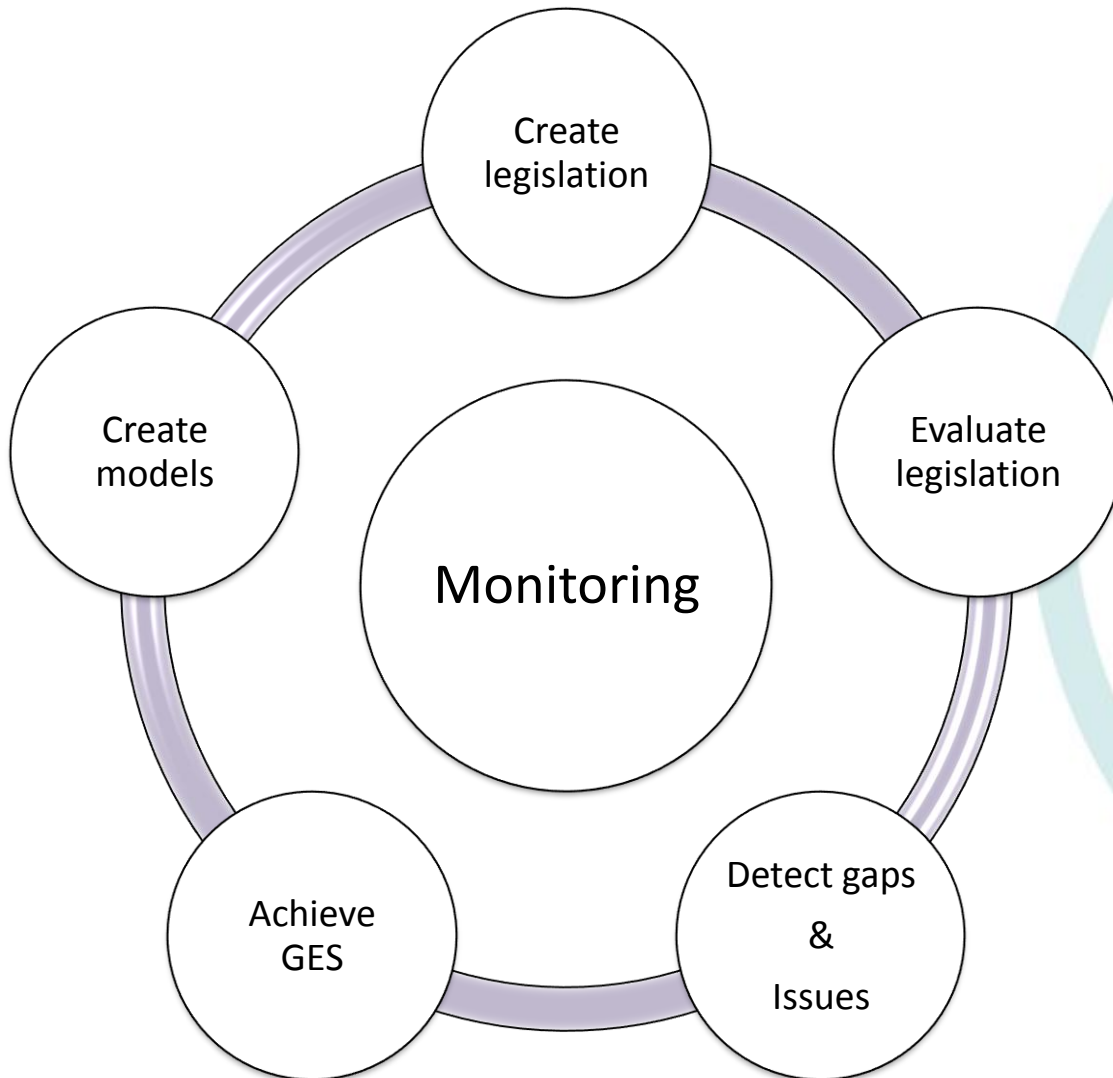 Create
legislation
Evaluate
legislation
Detect gaps
&
Issues
Achieve
GES
Create
models
Monitoring